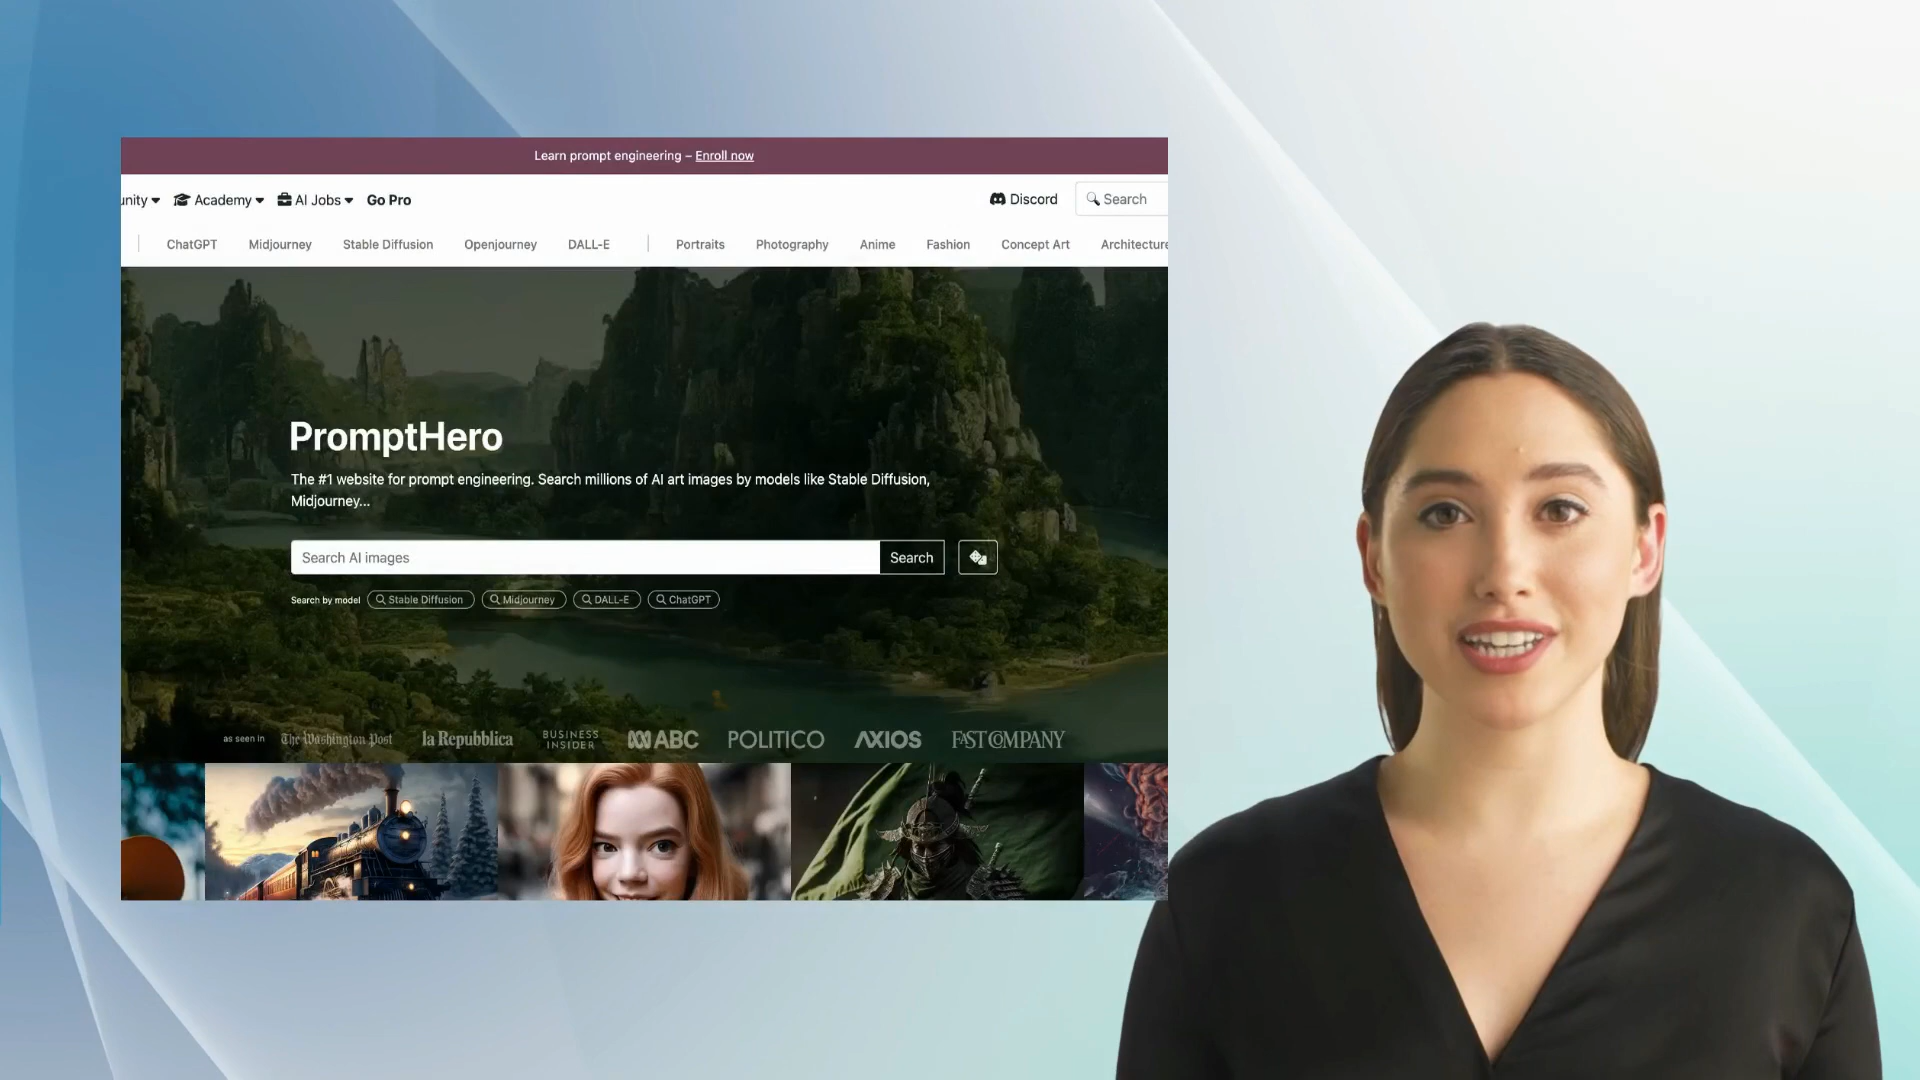 Learn prompt engineering – Enroll now
unity Academy AI Jobs Go Pro Discord Search
ChatGPT Midjourney Stable Diffusion Openjourney DALL-E Portraits Photography Anime Fashion Concept Art Architecture
PromptHero
The #1 website for prompt engineering. Search millions of AI art images by models like Stable Diffusion,
Midjourney...
Search AI images Search
Search by model Stable Diffusion Midjourney DALL-E ChatGPT
as seen in The Washington Post la Repubblica BUSINESS INSIDER abc ABC POLITICO AXIOS FAST COMPANY